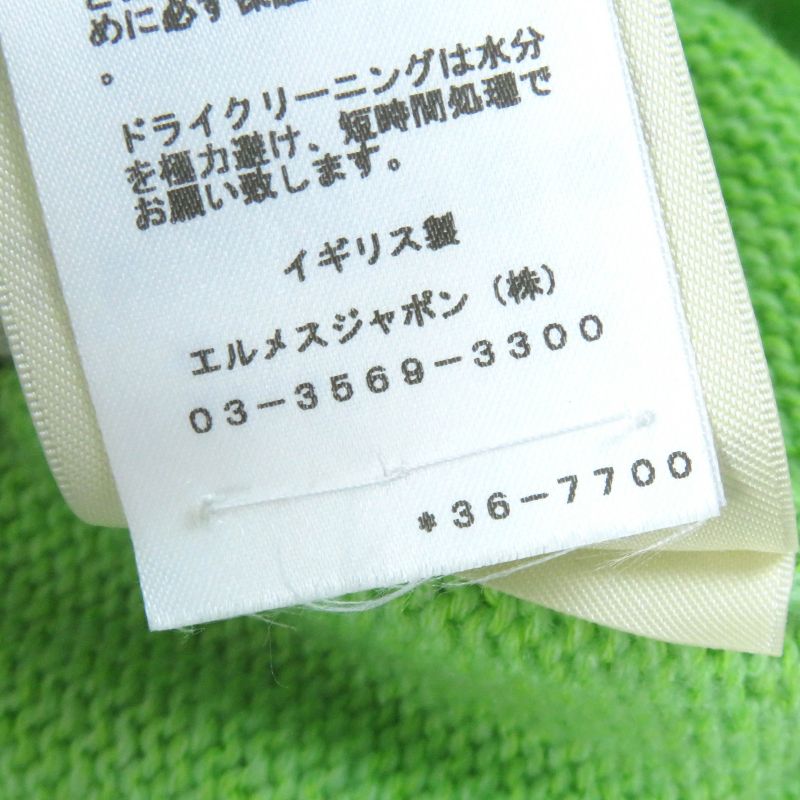 めに必ず保証
。
ドライクリーニングは水分
を極力避け、短時間処理で
お願い致します。
イギリス製
エルメスジャポン（株）
03-3569-3300
*36-7700